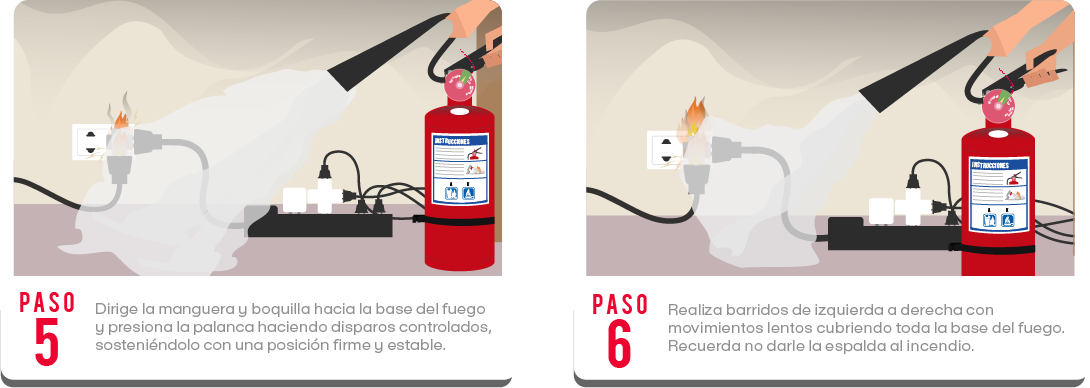 INSTRUCCIONES
PASO
5
Dirige la manguera y boquilla hacia la base del fuego
y presiona la palanca haciendo disparos controlados,
sosteniéndolo con una posición firme y estable.
INSTRUCCIONES
PASO
6
Realiza barridos de izquierda a derecha con
movimientos lentos cubriendo toda la base del fuego.
Recuerda no darle la espalda al incendio.